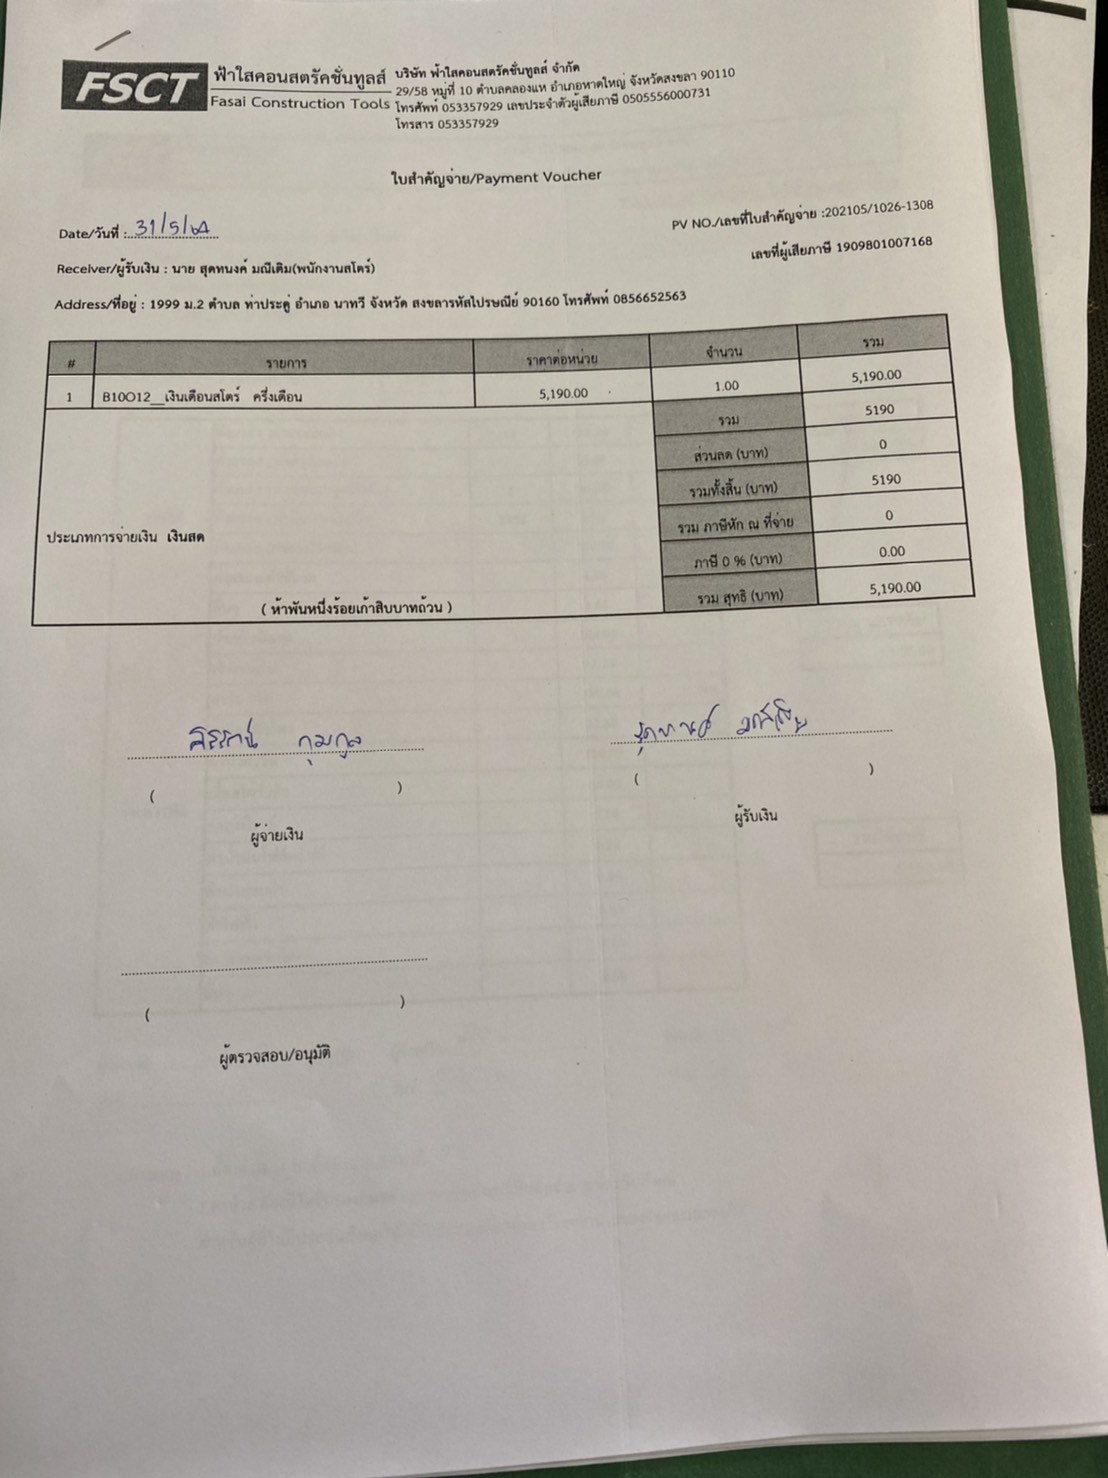 FSCT
ฟ้าใสคอนสตรัคชั่นทูลส์
Fasai Construction Tools
บริษัท ฟ้าใสคอนสตรัคชั่นทูลส์ จำกัด
29/58 หมู่ที่ 10 ตำบลคลองแห อำเภอหาดใหญ่ จังหวัดสงขลา 90110
โทรศัพท์ 053357929 เลขประจำตัวผู้เสียภาษี 0505556000731
โทรสาร 053357929
ใบสำคัญจ่าย/Payment Voucher
Date/วันที่ : 31/5/64
PV NO./เลขที่ใบสำคัญจ่าย :202105/1026-1308
เลขที่ผู้เสียภาษี 1909801007168
Receiver/ผู้รับเงิน : นาย สุดทนงค์ มณีเดิม(พนักงานสโตร์)
Address/ที่อยู่ : 1999 ม.2 ตำบล ท่าประดู่ อำเภอ นาทวี จังหวัด สงขลารหัสไปรษณีย์ 90160 โทรศัพท์ 0856652563
# รายการ ราคาต่อหน่วย จำนวน รวม
1 B10O12__เงินเดือนสโตร์ ครึ่งเดือน 5,190.00 1.00 5,190.00
รวม 5190
ส่วนลด (บาท) 0
รวมทั้งสิ้น (บาท) 5190
รวม ภาษีหัก ณ ที่จ่าย 0
ประเภทการจ่ายเงิน เงินสด
ภาษี 0 % (บาท) 0.00
รวม สุทธิ (บาท) 5,190.00
( ห้าพันหนึ่งร้อยเก้าสิบบาทถ้วน )
( )
( )
ผู้จ่ายเงิน
ผู้รับเงิน
( )
ผู้ตรวจสอบ/อนุมัติ